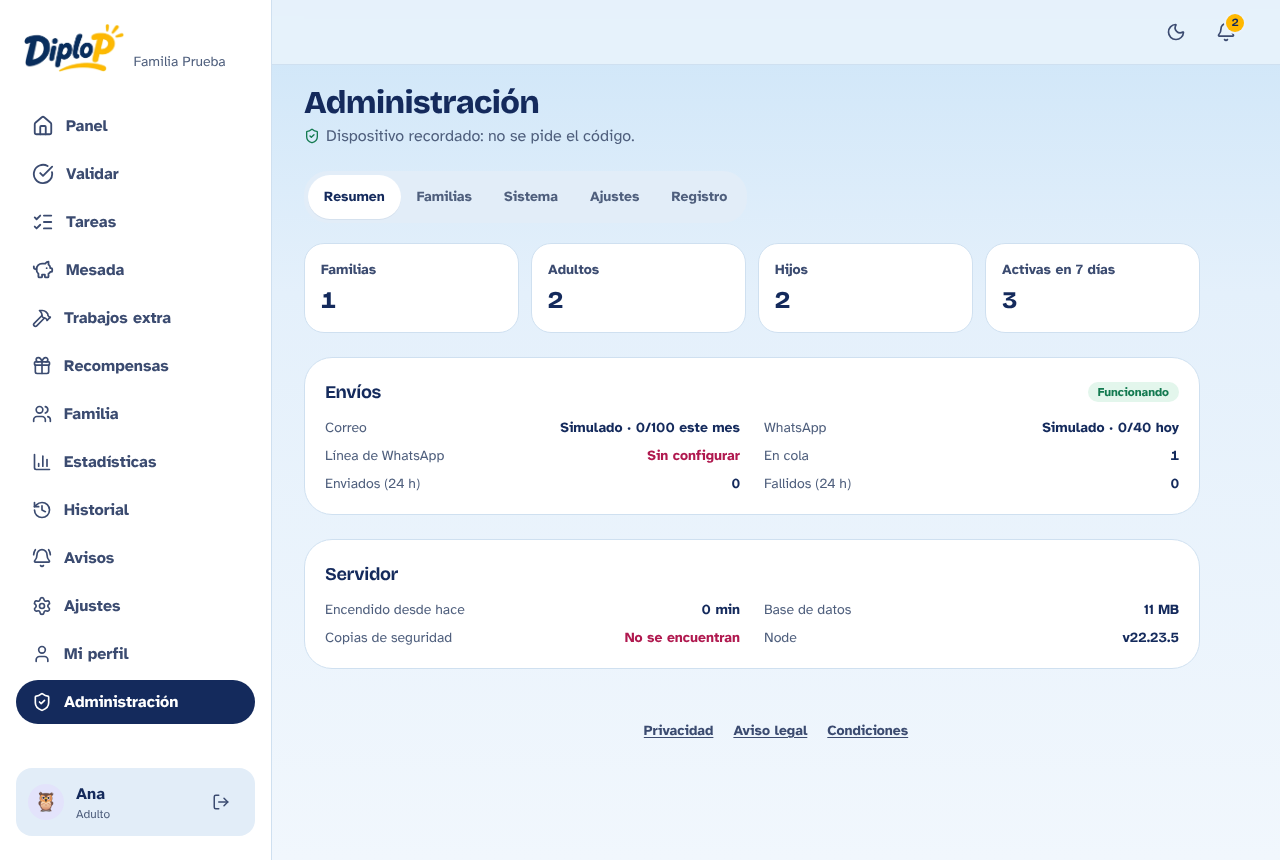 DiploP
Familia Prueba
Panel
Validar
Tareas
Mesada
Trabajos extra
Recompensas
Familia
Estadísticas
Historial
Avisos
Ajustes
Mi perfil
Administración
Ana
Adulto
2
Administración
Dispositivo recordado: no se pide el código.
Resumen Familias Sistema Ajustes Registro
Familias Adultos Hijos Activas en 7 días
1 2 2 3
Envíos Funcionando
Correo Simulado · 0/100 este mes WhatsApp Simulado · 0/40 hoy
Línea de WhatsApp Sin configurar En cola 1
Enviados (24 h) 0 Fallidos (24 h) 0
Servidor
Encendido desde hace 0 min Base de datos 11 MB
Copias de seguridad No se encuentran Node v22.23.5
Privacidad Aviso legal Condiciones